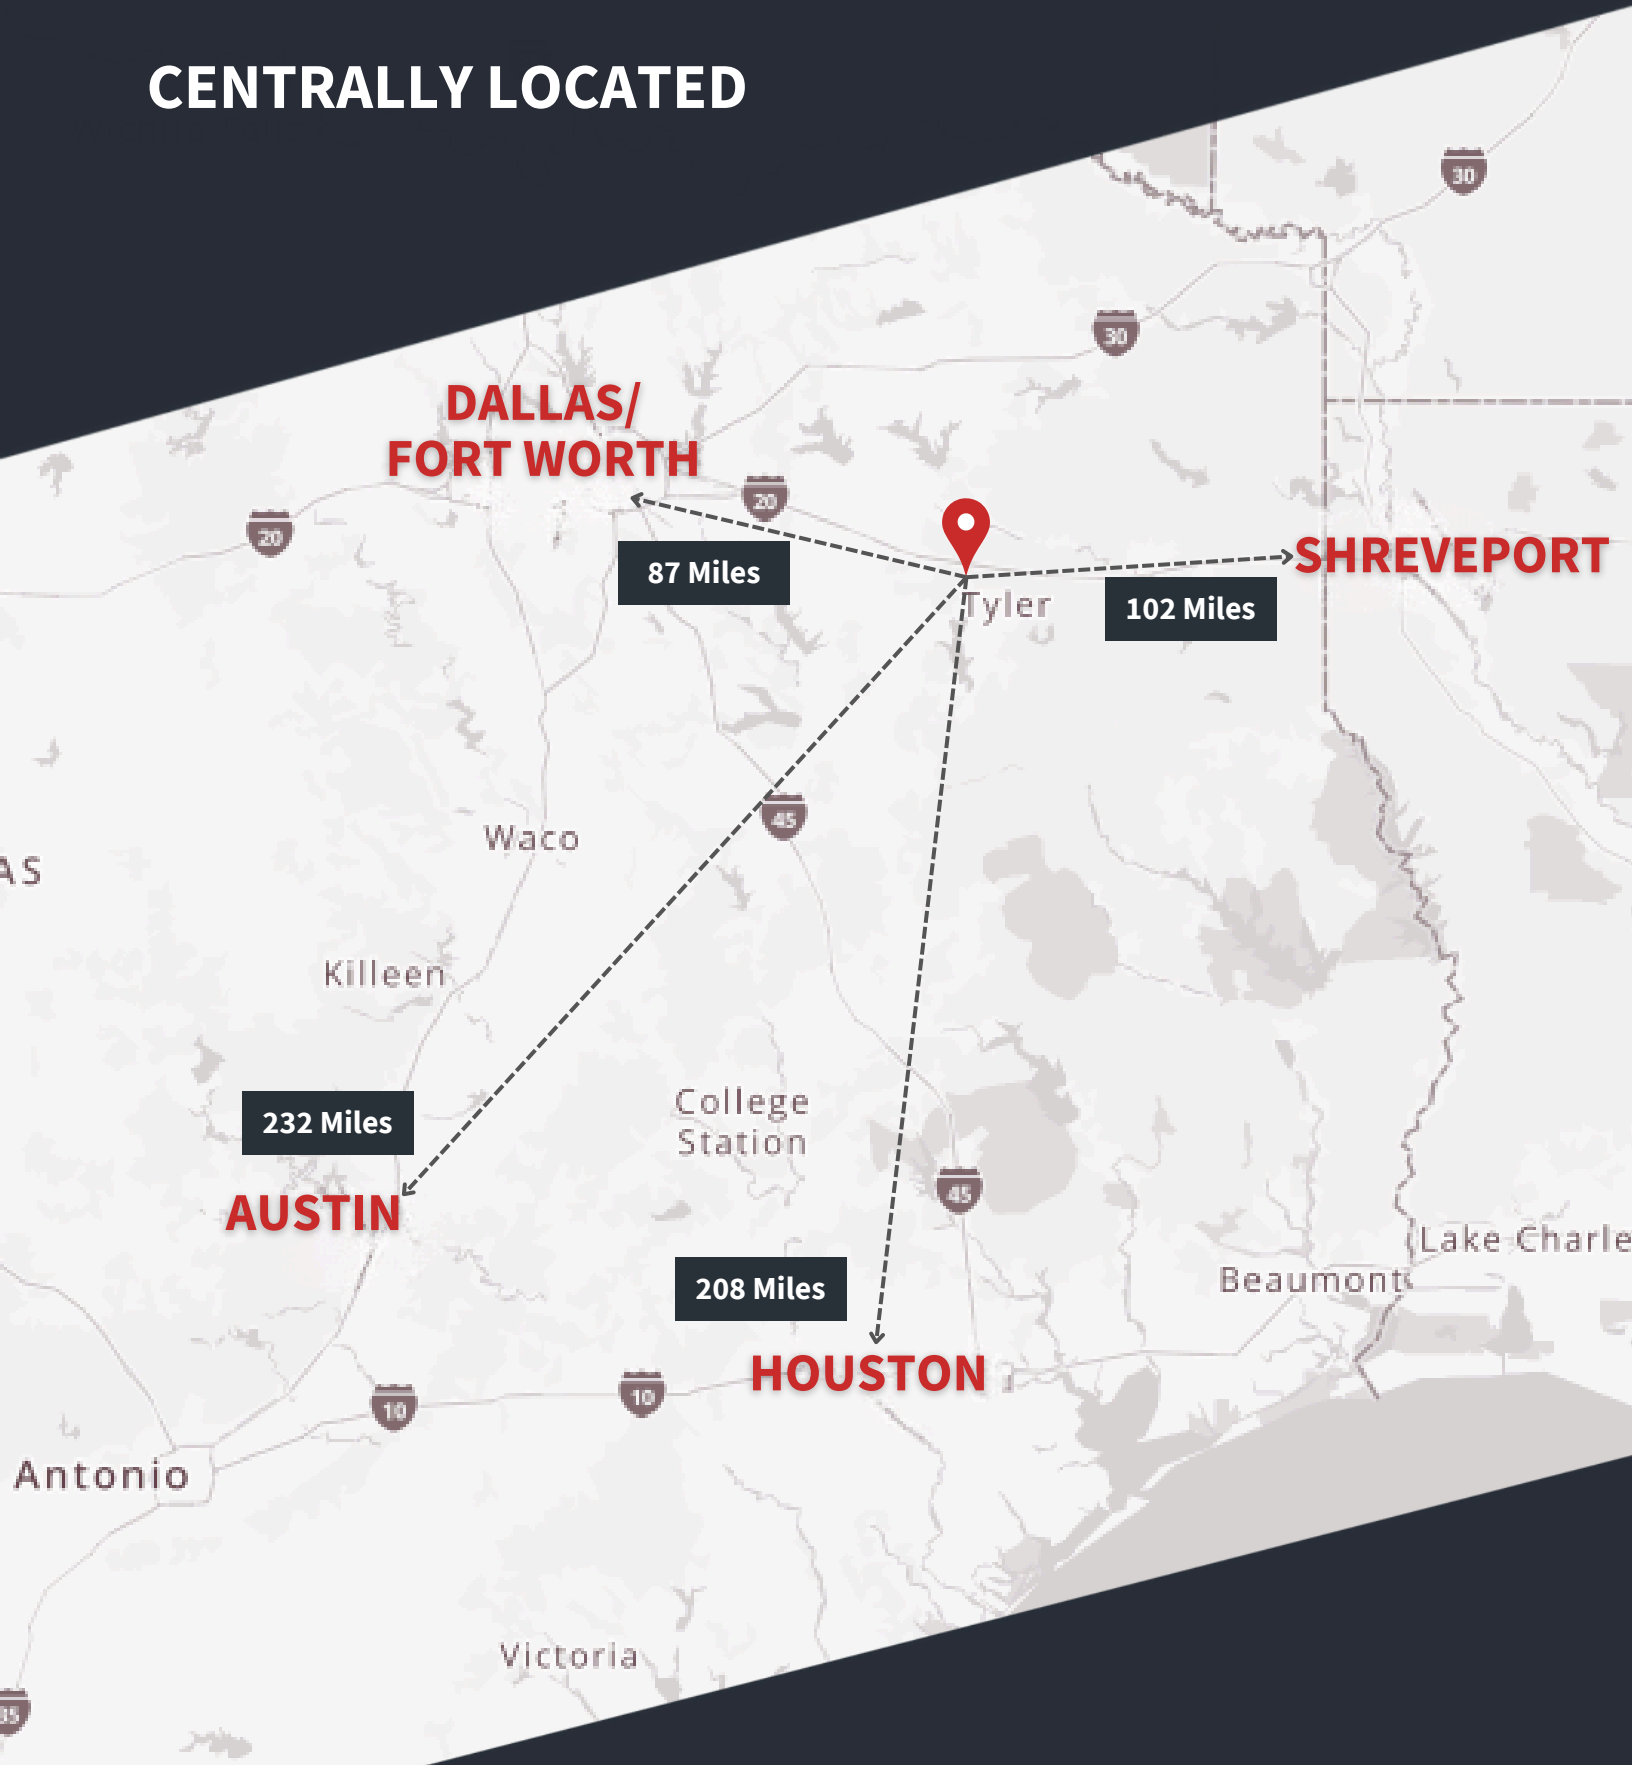 CENTRALLY LOCATED
30
30
DALLAS/
FORT WORTH
20
20
87 Miles
SHREVEPORT
102 Miles
Tyler
45
Waco
AS
Killeen
College
Station
232 Miles
AUSTIN
45
Lake Charle
Beaumont
208 Miles
HOUSTON
10
10
Antonio
Victoria
35